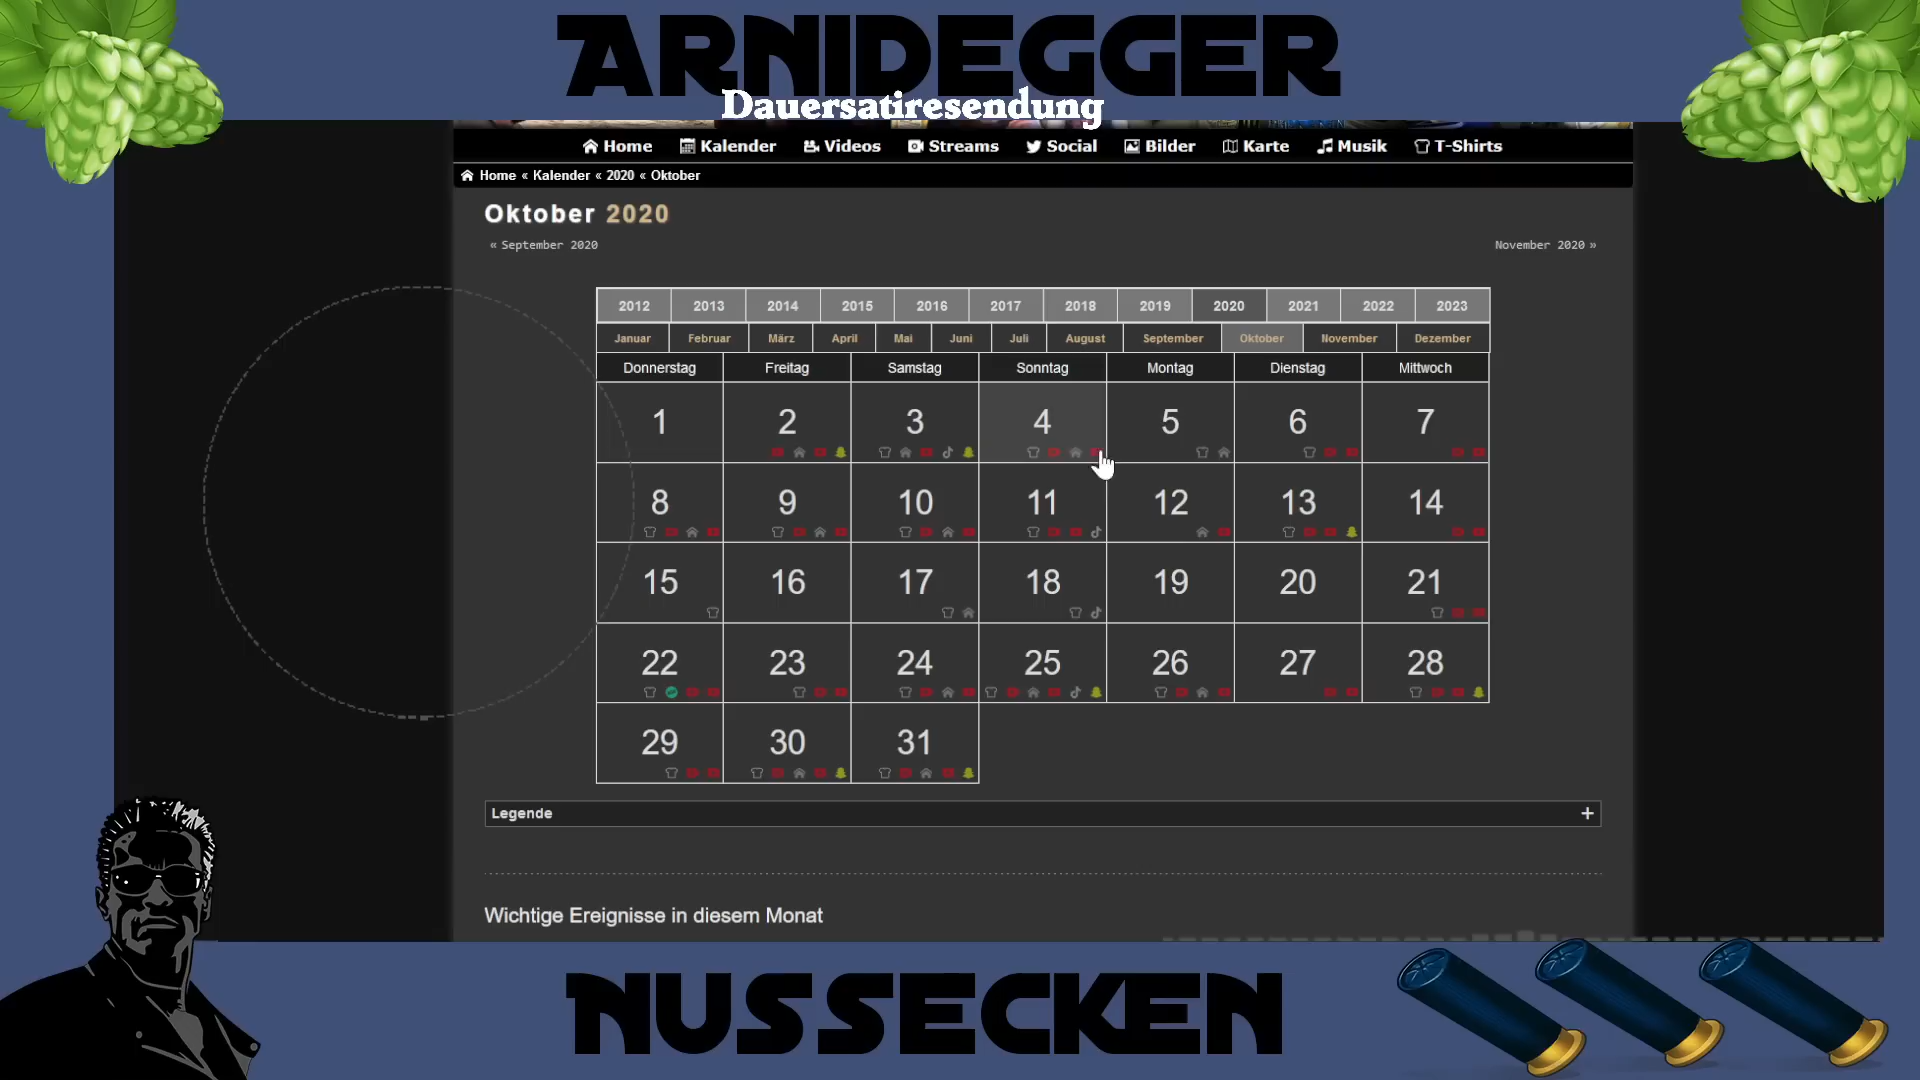 ARNIDEGGER
Dauersatiresendung
Home Kalender Videos Streams Social Bilder Karte Musik T-Shirts
Home « Kalender « 2020 « Oktober
Oktober 2020
« September 2020 November 2020 »
2012 2013 2014 2015 2016 2017 2018 2019 2020 2021 2022 2023
Januar Februar März April Mai Juni Juli August September Oktober November Dezember
Donnerstag Freitag Samstag Sonntag Montag Dienstag Mittwoch
1 2 3 4 5 6 7
8 9 10 11 12 13 14
15 16 17 18 19 20 21
22 23 24 25 26 27 28
29 30 31
Legende +
Wichtige Ereignisse in diesem Monat
NUSSECKEN